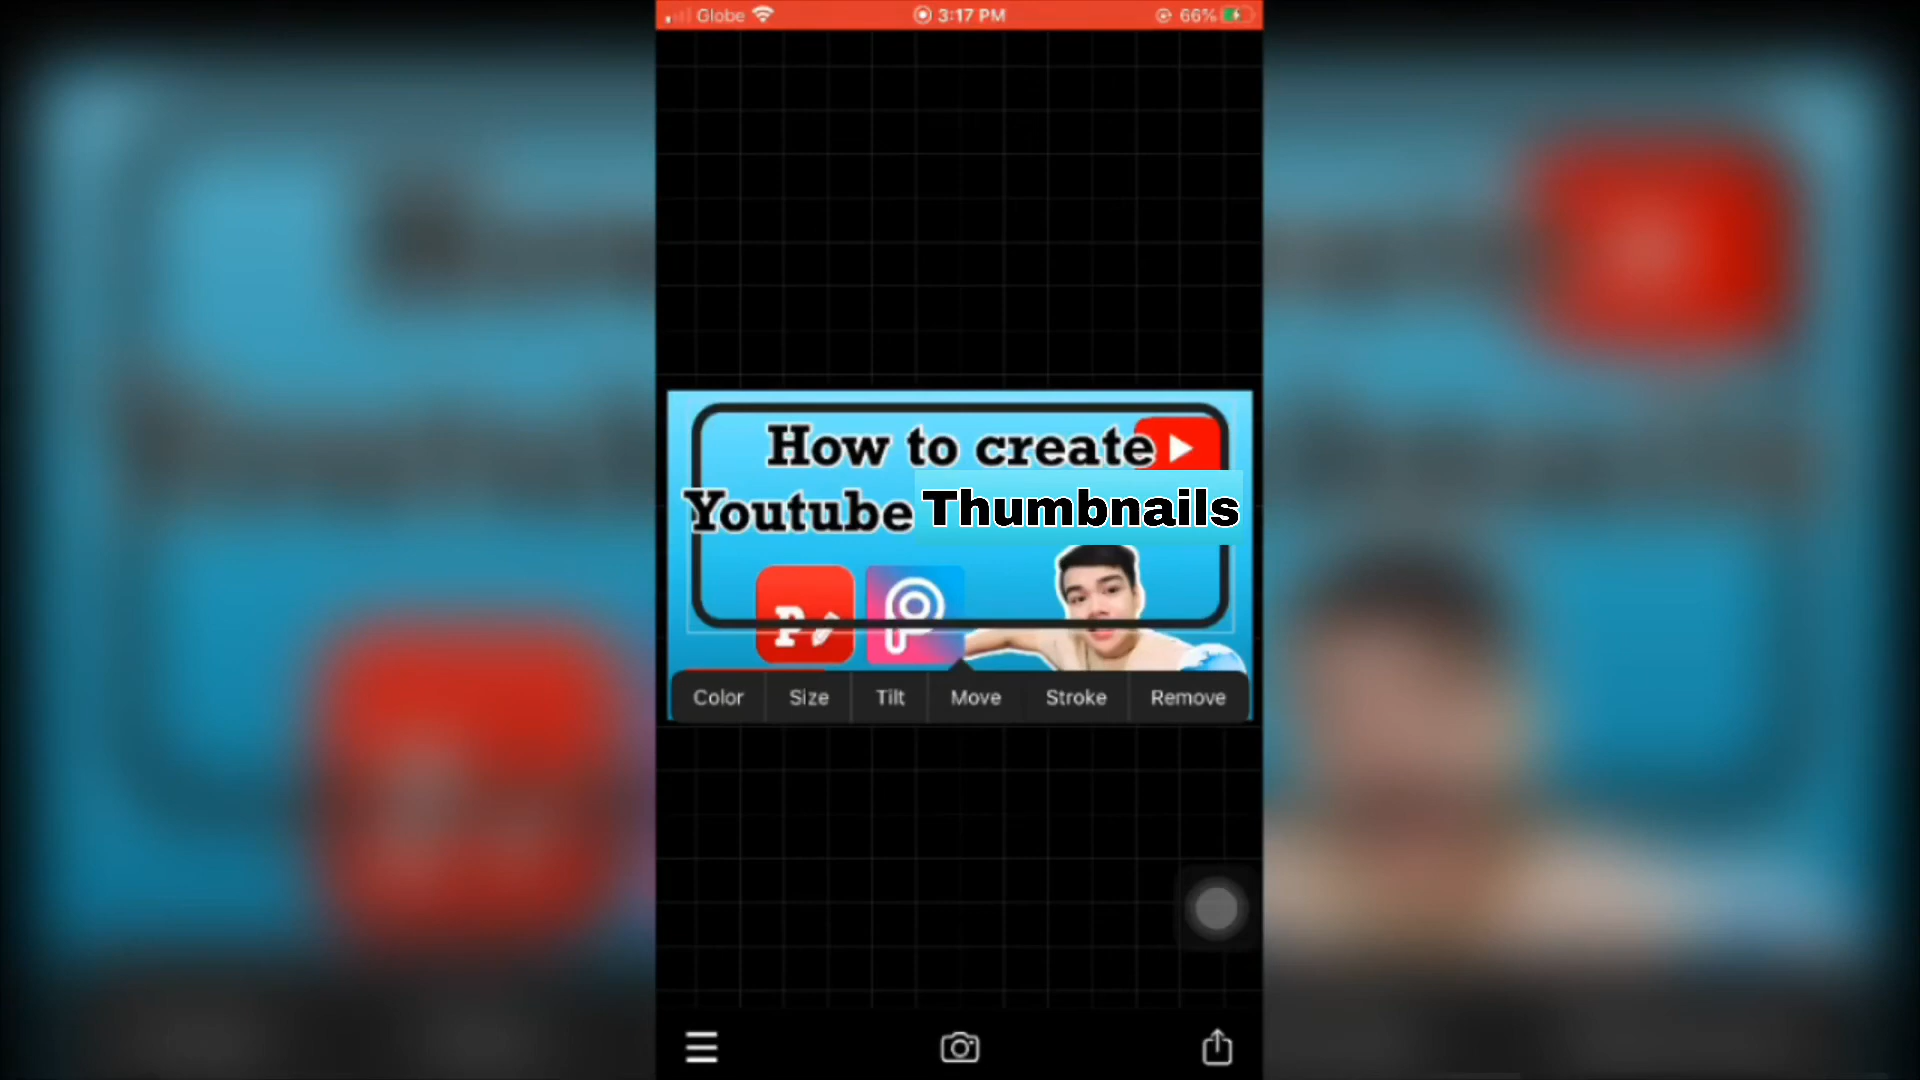 Globe 3:17 PM 66%
How to create
Youtube Thumbnails
P
Color Size Tilt Move Stroke Remove